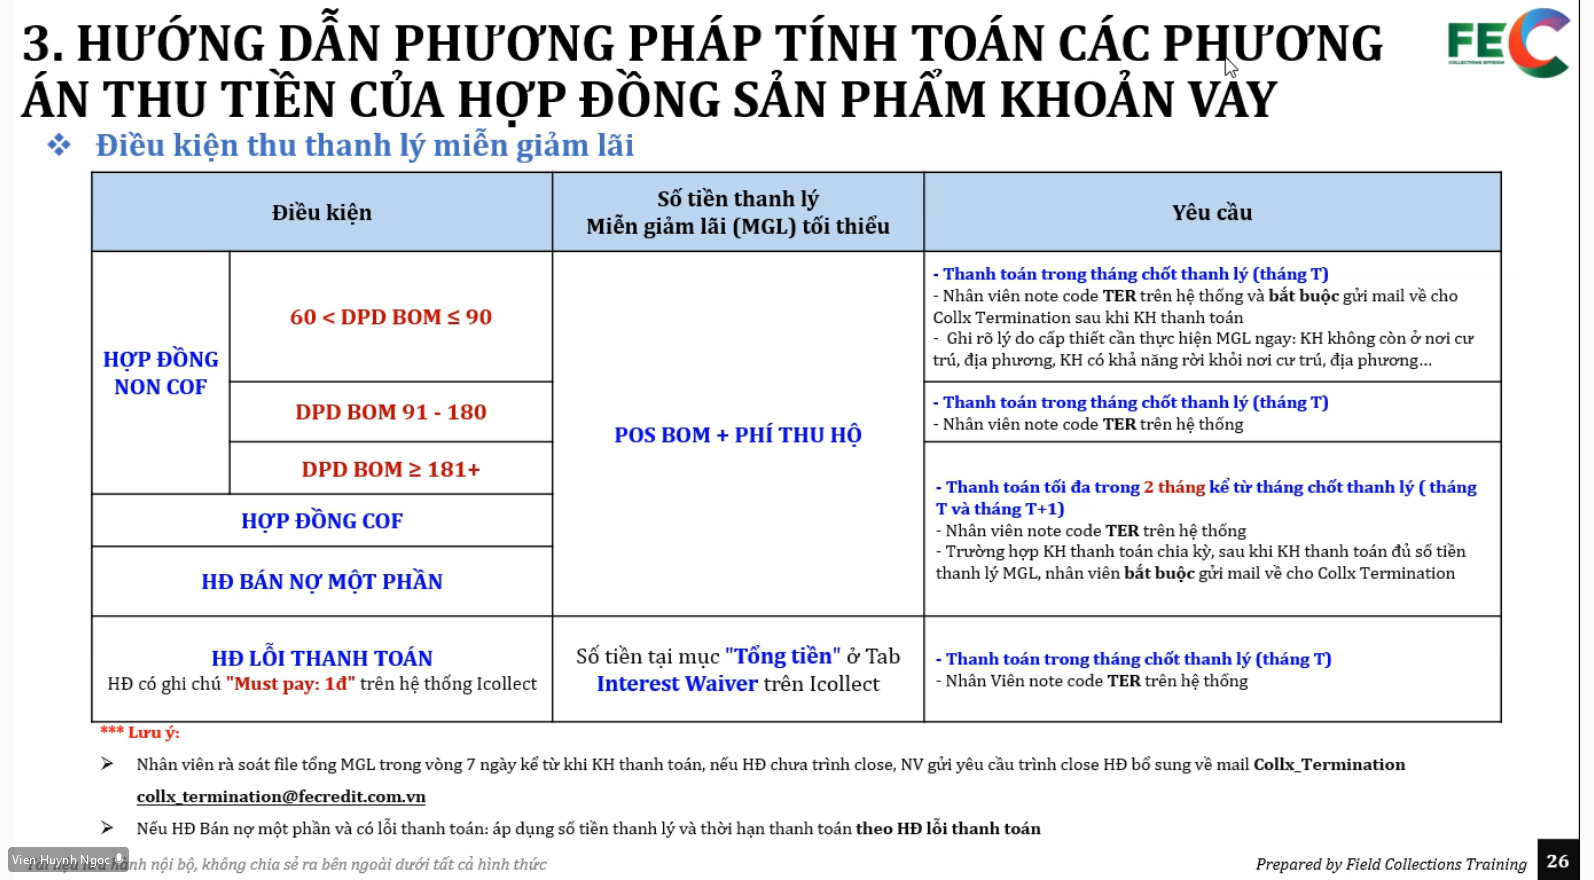 3. HƯỚNG DẪN PHƯƠNG PHÁP TÍNH TOÁN CÁC PHƯƠNG
ÁN THU TIỀN CỦA HỢP ĐỒNG SẢN PHẨM KHOẢN VAY
FEC
COLLECTIONS DIVISION
❖ Điều kiện thu thanh lý miễn giảm lãi
Điều kiện
Số tiền thanh lý
Miễn giảm lãi (MGL) tối thiểu
Yêu cầu
HỢP ĐỒNG
NON COF
60 < DPD BOM ≤ 90
- Thanh toán trong tháng chốt thanh lý (tháng T)
- Nhân viên note code TER trên hệ thống và bắt buộc gửi mail về cho
Collx Termination sau khi KH thanh toán
- Ghi rõ lý do cấp thiết cần thực hiện MGL ngay: KH không còn ở nơi cư
trú, địa phương, KH có khả năng rời khỏi nơi cư trú, địa phương...
DPD BOM 91 - 180
- Thanh toán trong tháng chốt thanh lý (tháng T)
- Nhân viên note code TER trên hệ thống
POS BOM + PHÍ THU HỘ
DPD BOM ≥ 181+
HỢP ĐỒNG COF
HĐ BÁN NỢ MỘT PHẦN
- Thanh toán tối đa trong 2 tháng kể từ tháng chốt thanh lý ( tháng
T và tháng T+1)
- Nhân viên note code TER trên hệ thống
- Trường hợp KH thanh toán chia kỳ, sau khi KH thanh toán đủ số tiền
thanh lý MGL, nhân viên bắt buộc gửi mail về cho Collx Termination
HĐ LỖI THANH TOÁN
HĐ có ghi chú "Must pay: 1đ" trên hệ thống Icollect
Số tiền tại mục "Tổng tiền" ở Tab
Interest Waiver trên Icollect
- Thanh toán trong tháng chốt thanh lý (tháng T)
- Nhân Viên note code TER trên hệ thống
*** Lưu ý:
➢ Nhân viên rà soát file tổng MGL trong vòng 7 ngày kể từ khi KH thanh toán, nếu HĐ chưa trình close, NV gửi yêu cầu trình close HĐ bổ sung về mail Collx_Termination
collx_termination@fecredit.com.vn
➢ Nếu HĐ Bán nợ một phần và có lỗi thanh toán: áp dụng số tiền thanh lý và thời hạn thanh toán theo HĐ lỗi thanh toán
Vien Huynh Ngoc
hành nội bộ, không chia sẻ ra bên ngoài dưới tất cả hình thức
Prepared by Field Collections Training
26